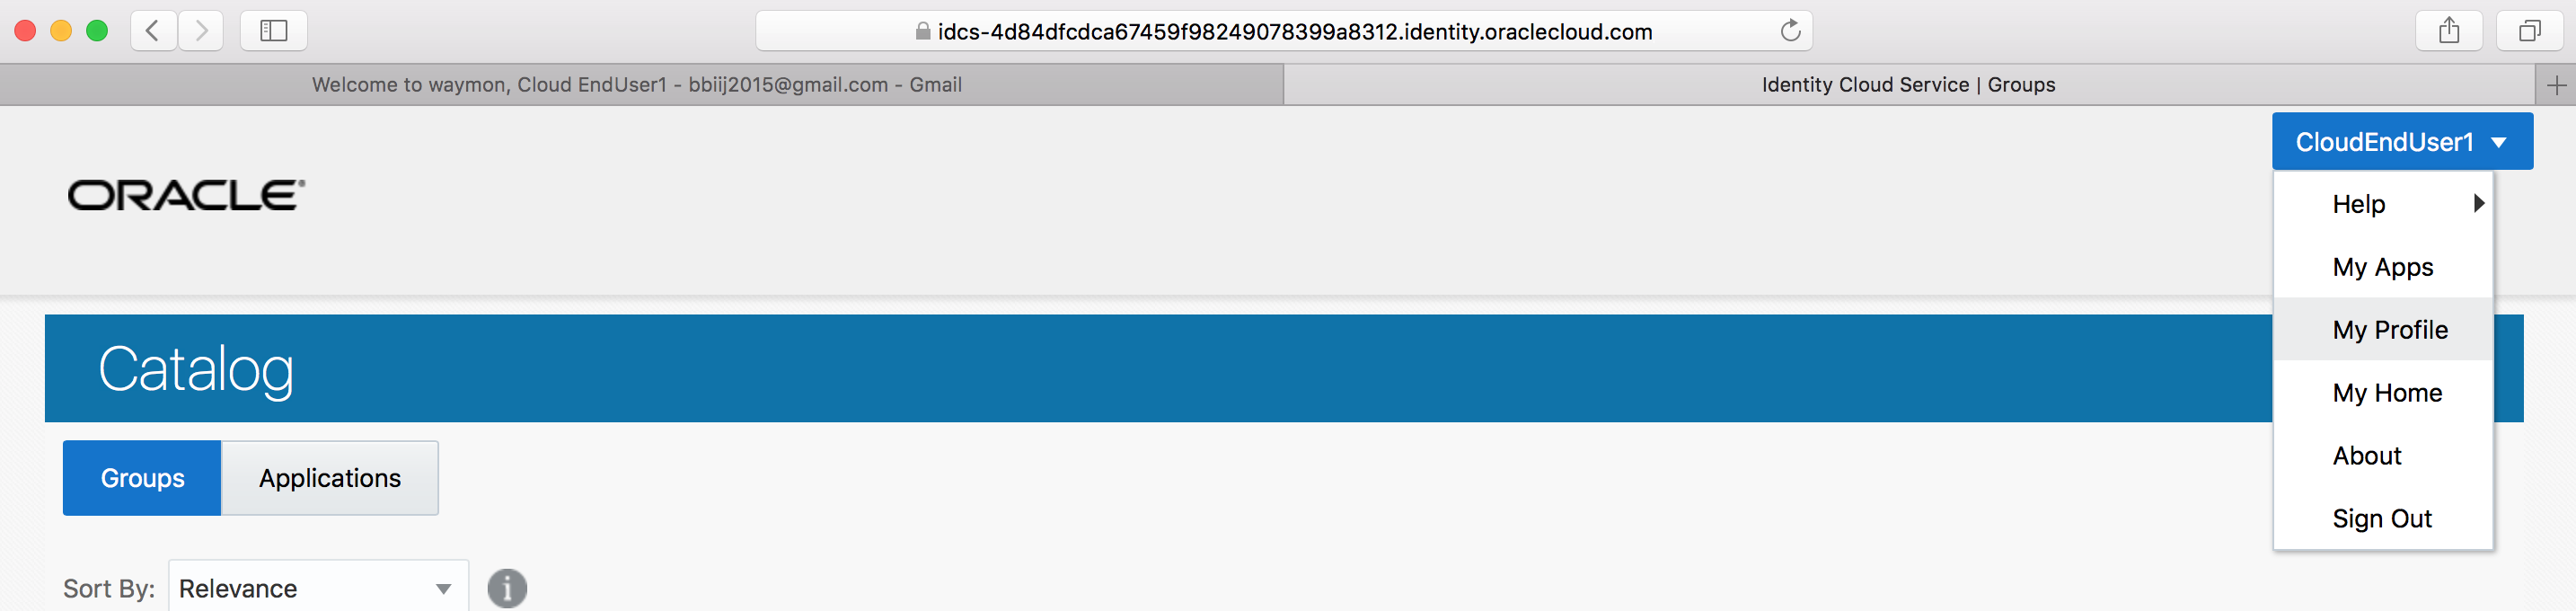 idcs-4d84dfcdca67459f98249078399a8312.identity.oraclecloud.com
Welcome to waymon, Cloud EndUser1 - bbiij2015@gmail.com - Gmail
Identity Cloud Service | Groups
CloudEndUser1
ORACLE®
Help
My Apps
My Profile
My Home
About
Sign Out
Catalog
Groups
Applications
Sort By: Relevance